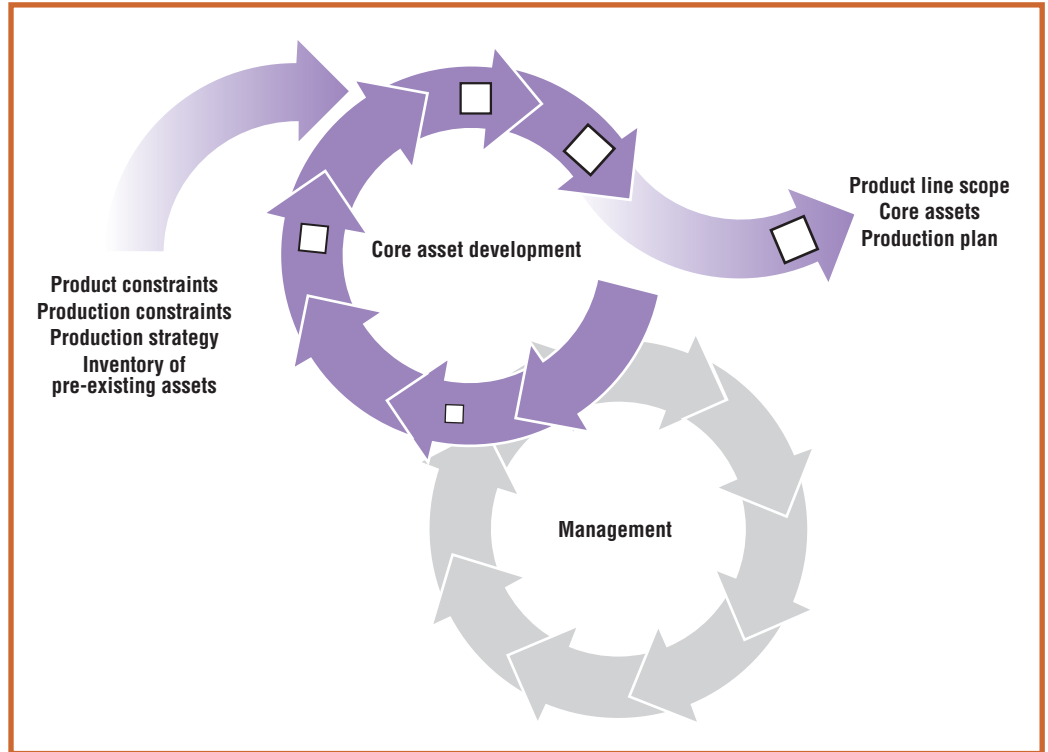 Product line scope
Core assets
Production plan
Core asset development
Product constraints
Production constraints
Production strategy
Inventory of
pre-existing assets
Management